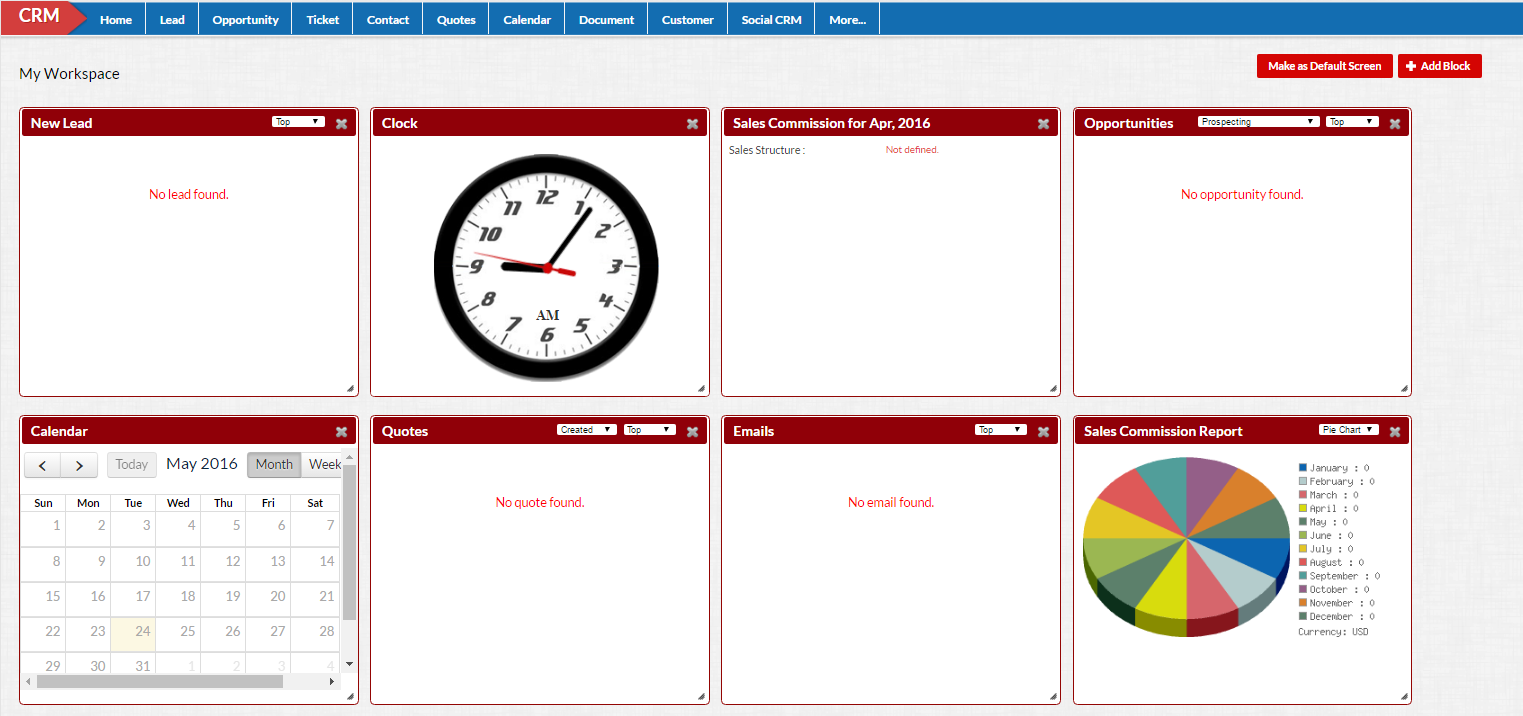 CRM Home Lead Opportunity Ticket Contact Quotes Calendar Document Customer Social CRM More...
My Workspace
Make as Default Screen Add Block
New Lead Top
No lead found.
Clock
12
1
2
3
4
5
6
7
8
9
10
11
AM
Sales Commission for Apr, 2016
Sales Structure : Not defined.
Opportunities Prospecting Top
No opportunity found.
Calendar
Today May 2016 Month Week
Sun Mon Tue Wed Thu Fri Sat
1 2 3 4 5 6 7
8 9 10 11 12 13 14
15 16 17 18 19 20 21
22 23 24 25 26 27 28
29 30 31 1 2 3 4
Quotes Created Top
No quote found.
Emails Top
No email found.
Sales Commission Report Pie Chart
January : 0
February : 0
March : 0
April : 0
May : 0
June : 0
July : 0
August : 0
September : 0
October : 0
November : 0
December : 0
Currency: USD